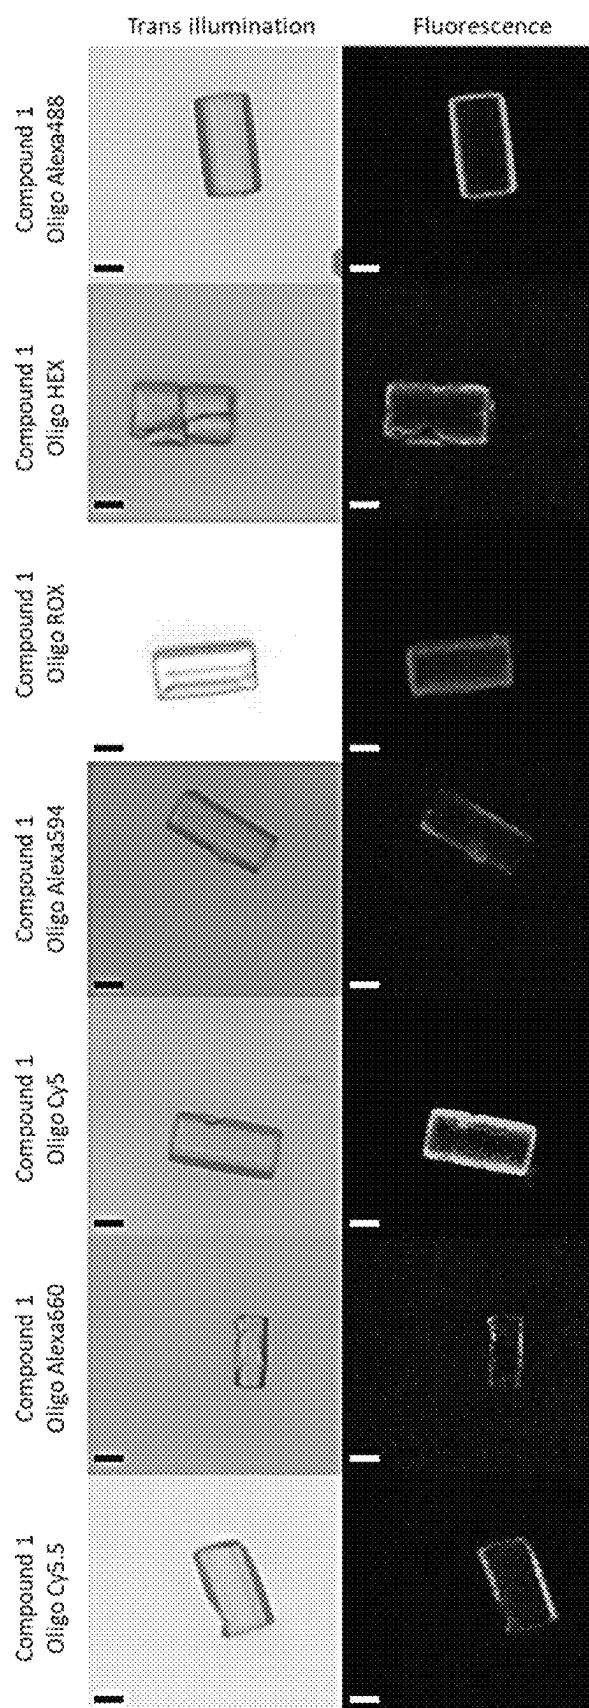 Trans illumination
Fluorescence
Compound 1
Oligo Alexa488
Compound 1
Oligo HEX
Compound 1
Oligo ROX
Compound 1
Oligo Alexa594
Compound 1
Oligo Cy5
Compound 1
Oligo Alexa660
Compound 1
Oligo Cy5.5